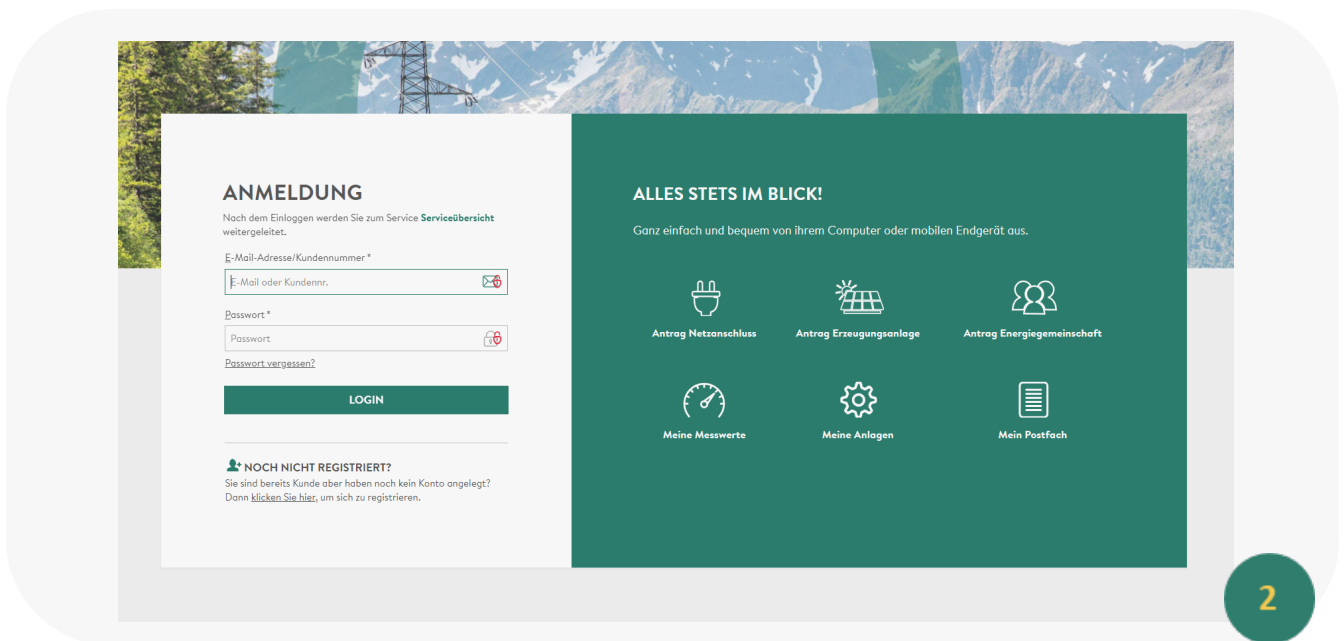 ANMELDUNG
Nach dem Einloggen werden Sie zum Service Serviceübersicht
weitergeleitet.
E-Mail-Adresse/Kundennummer *
E-Mail oder Kundennr.
Passwort *
Passwort
Passwort vergessen?
LOGIN
NOCH NICHT REGISTRIERT?
Sie sind bereits Kunde aber haben noch kein Konto angelegt?
Dann klicken Sie hier, um sich zu registrieren.
ALLES STETS IM BLICK!
Ganz einfach und bequem von ihrem Computer oder mobilen Endgerät aus.
Antrag Netzanschluss
Antrag Erzeugungsanlage
Antrag Energiegemeinschaft
Meine Messwerte
Meine Anlagen
Mein Postfach
2